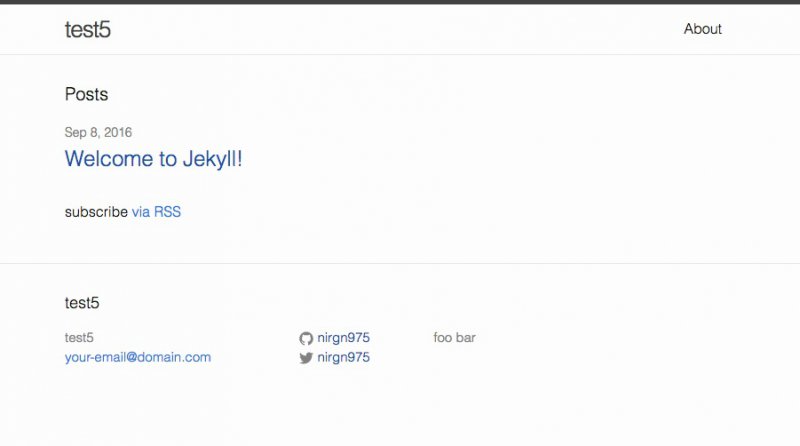 test5
About
Posts
Sep 8, 2016
Welcome to Jekyll!
subscribe via RSS
test5
test5
your-email@domain.com
nirgn975
nirgn975
foo bar